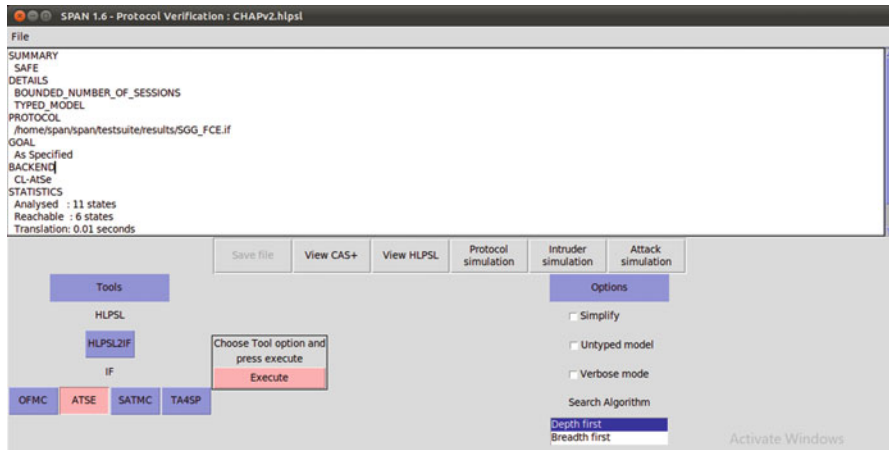 SPAN 1.6 - Protocol Verification : CHAPv2.hlpsl
File
SUMMARY
SAFE
DETAILS
BOUNDED_NUMBER_OF_SESSIONS
TYPED_MODEL
PROTOCOL
/home/span/span/testsuite/results/SGG_FCE.if
GOAL
As Specified
BACKEND
CL-AtSe
STATISTICS
Analysed : 11 states
Reachable : 6 states
Translation: 0.01 seconds
Save file
View CAS+
View HLPSL
Protocol
simulation
Intruder
simulation
Attack
simulation
Tools
HLPSL
HLPSL2IF
IF
OFMC
ATSE
SATMC
TA4SP
Choose Tool option and
press execute
Execute
Options
Simplify
Untyped model
Verbose mode
Search Algorithm
Depth first
Breadth first
Activate Windows